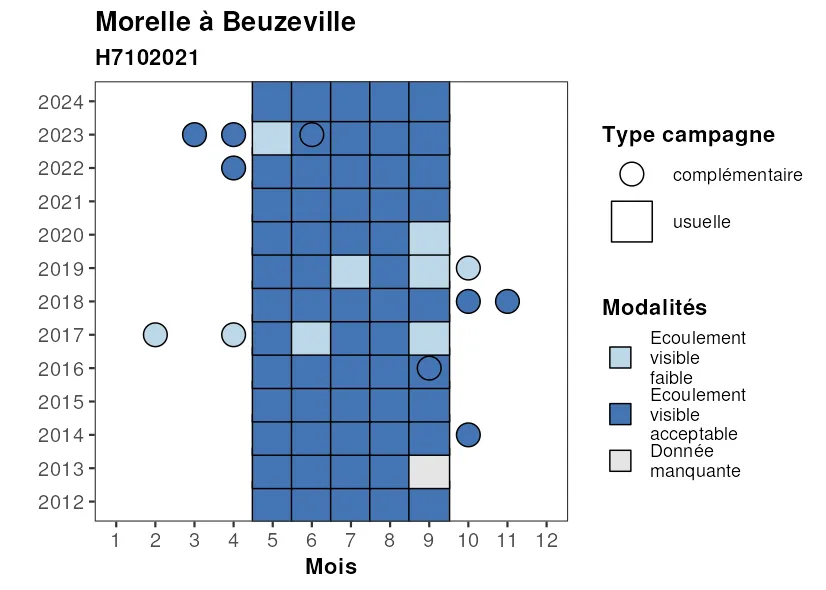 Morelle à Beuzeville
H7102021
2024
2023
2022
2021
2020
2019
2018
2017
2016
2015
2014
2013
2012
1 2 3 4 5 6 7 8 9 10 11 12
Mois
Type campagne
complémentaire
usuelle
Modalités
Ecoulement
visible
faible
Ecoulement
visible
acceptable
Donnée
manquante